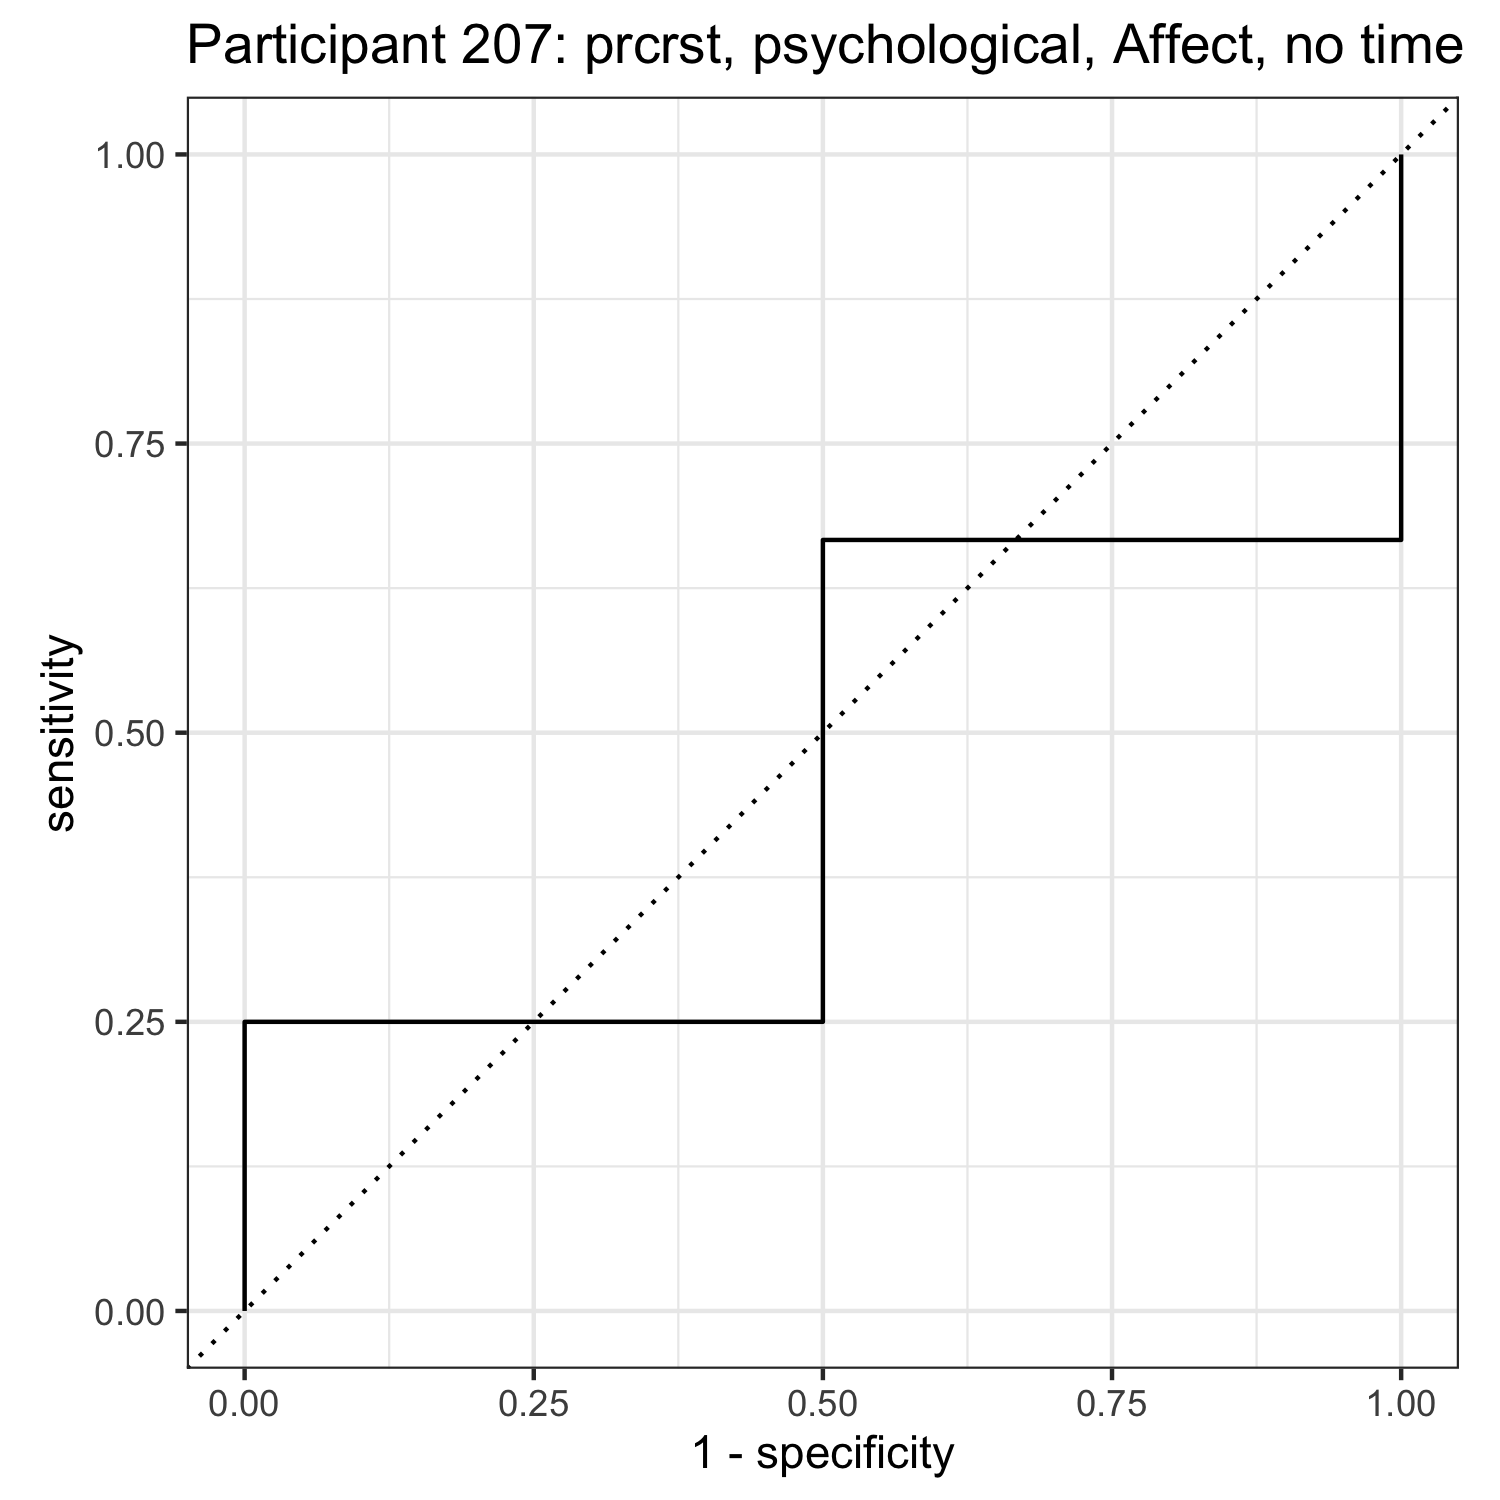 Participant 207: prcrst, psychological, Affect, no time
1.00
0.75
0.50
0.25
0.00
sensitivity
0.00 0.25 0.50 0.75 1.00
1 - specificity